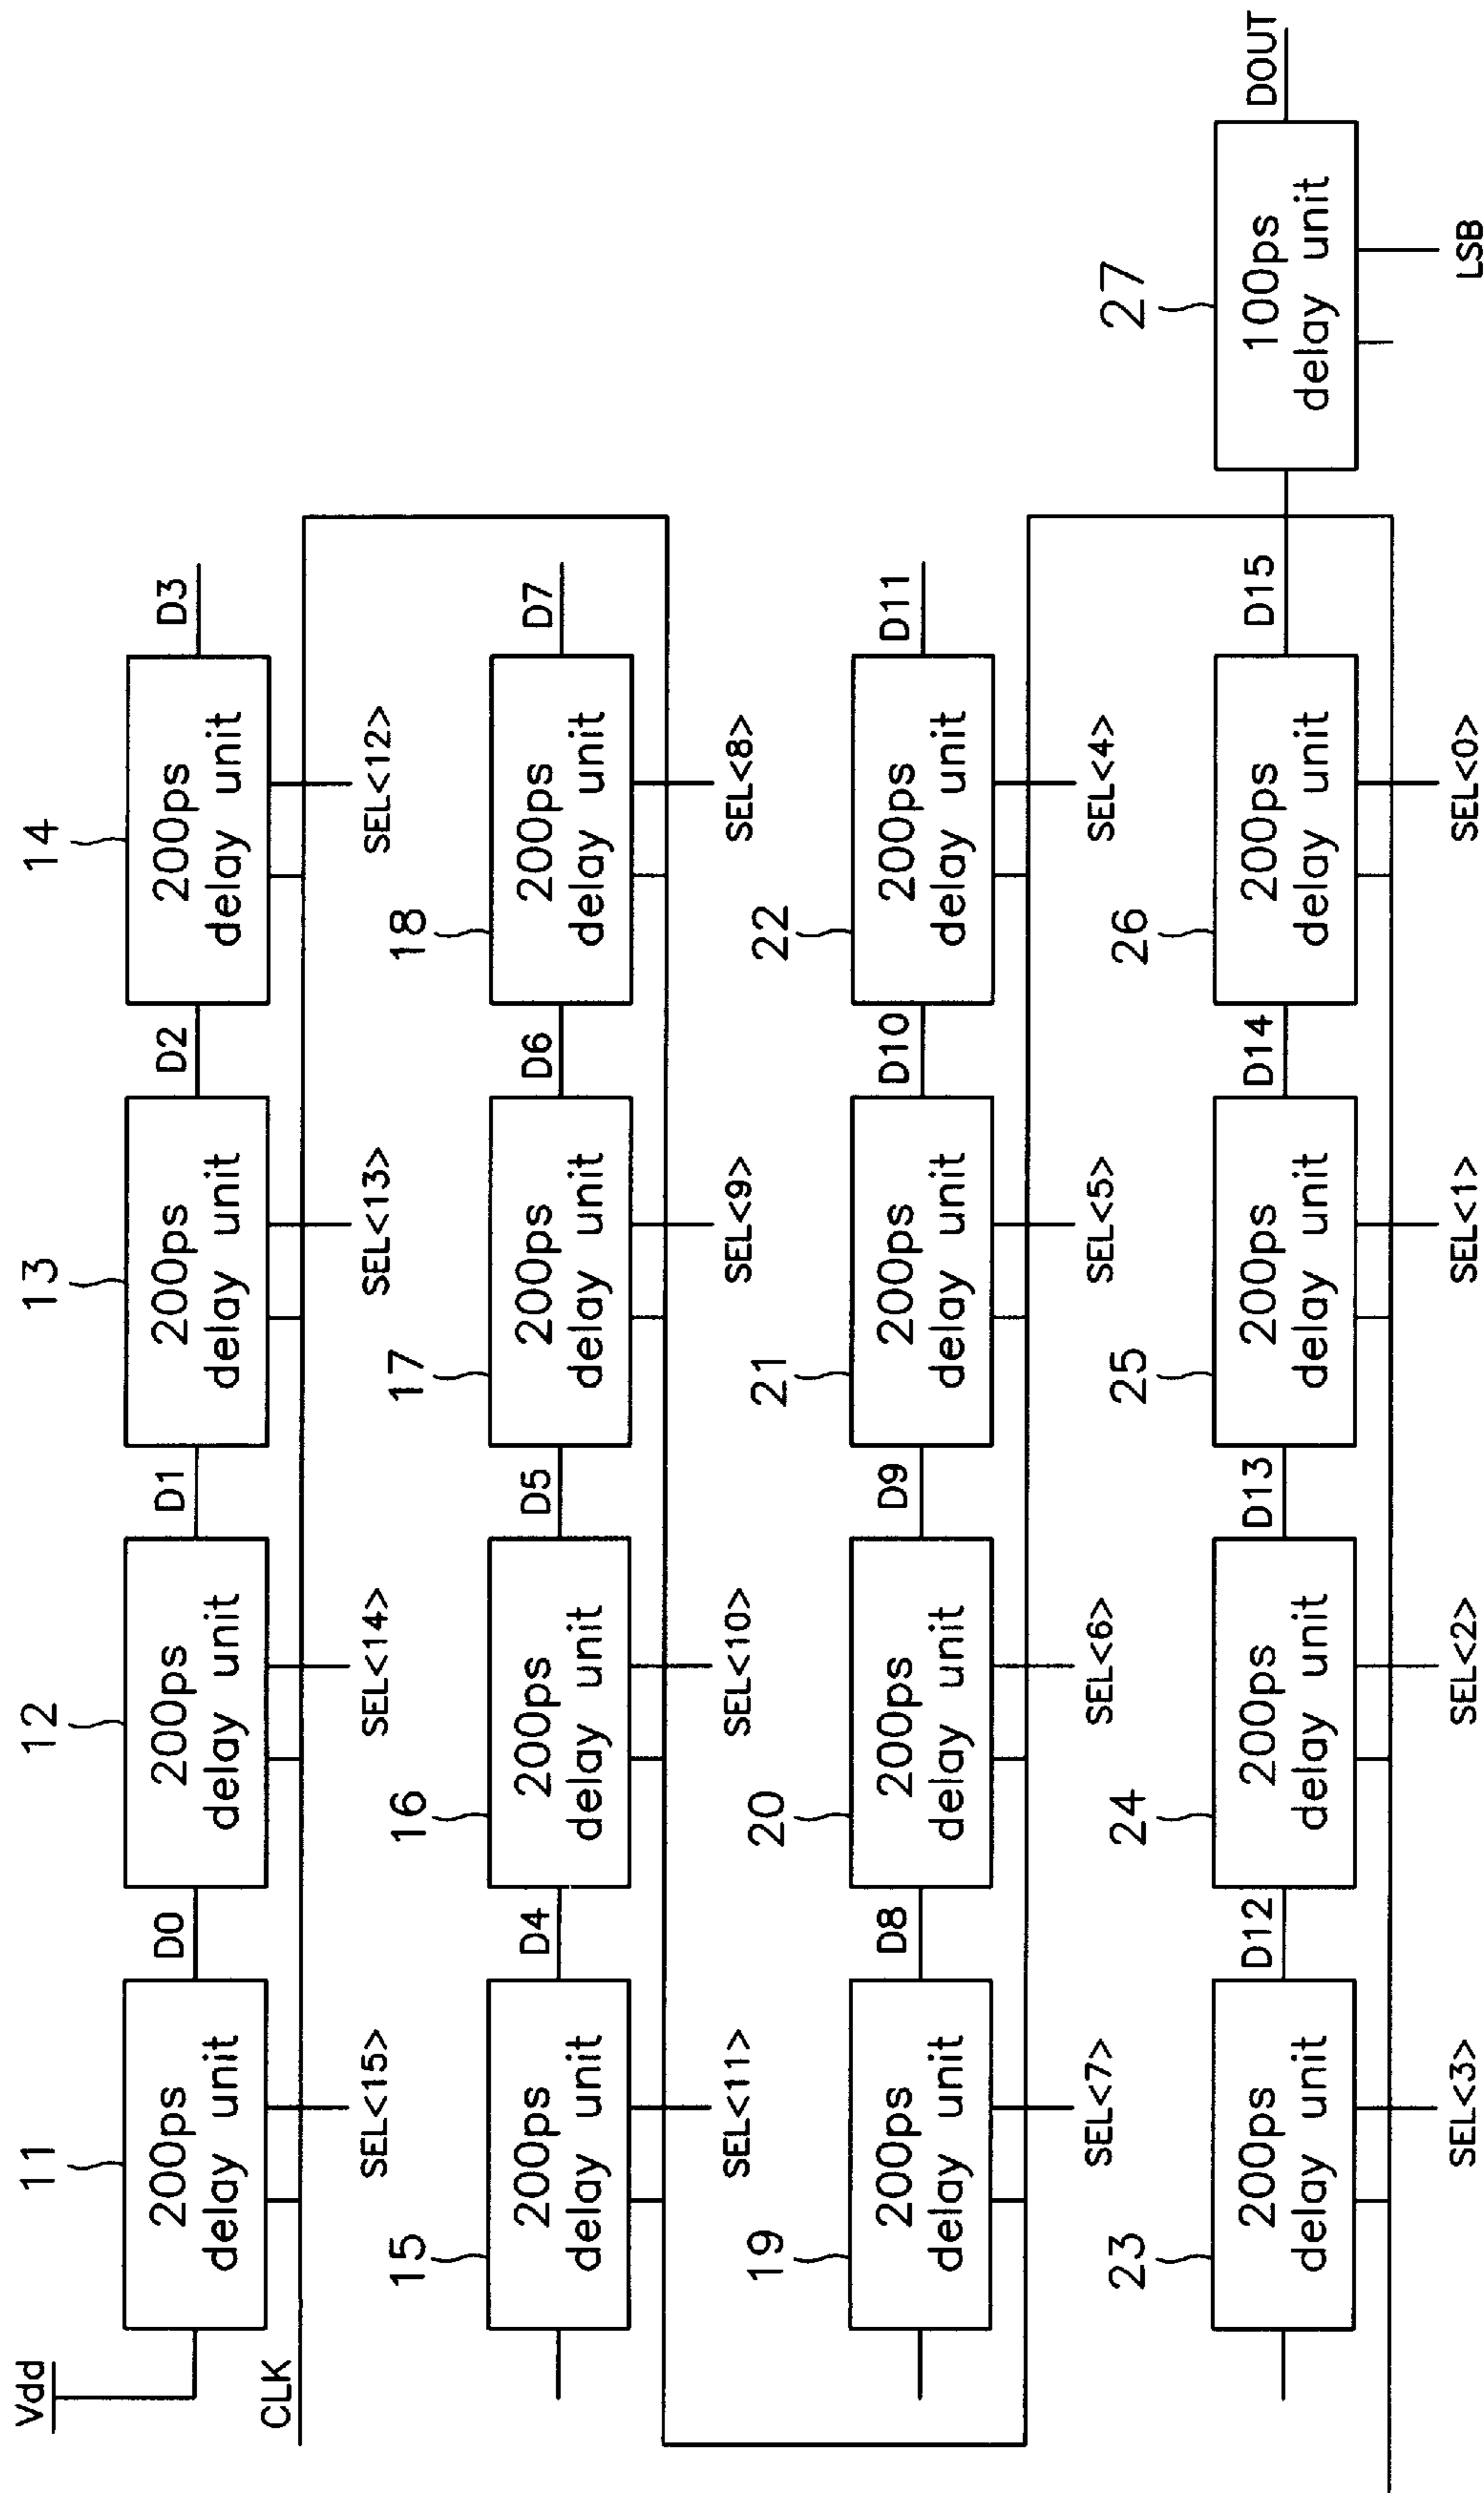 Vdd
11
12
13
14
200ps
delay unit
D0
200ps
delay unit
D1
200ps
delay unit
D2
200ps
delay unit
D3
CLK
SEL<15>
SEL<14>
SEL<13>
SEL<12>
15
16
17
18
200ps
delay unit
D4
200ps
delay unit
D5
200ps
delay unit
D6
200ps
delay unit
D7
SEL<11>
SEL<10>
SEL<9>
SEL<8>
19
20
21
22
200ps
delay unit
D8
200ps
delay unit
D9
200ps
delay unit
D10
200ps
delay unit
D11
SEL<7>
SEL<6>
SEL<5>
SEL<4>
23
24
25
26
27
200ps
delay unit
D12
200ps
delay unit
D13
200ps
delay unit
D14
200ps
delay unit
D15
100ps
delay unit
DOUT
SEL<3>
SEL<2>
SEL<1>
SEL<0>
LSB